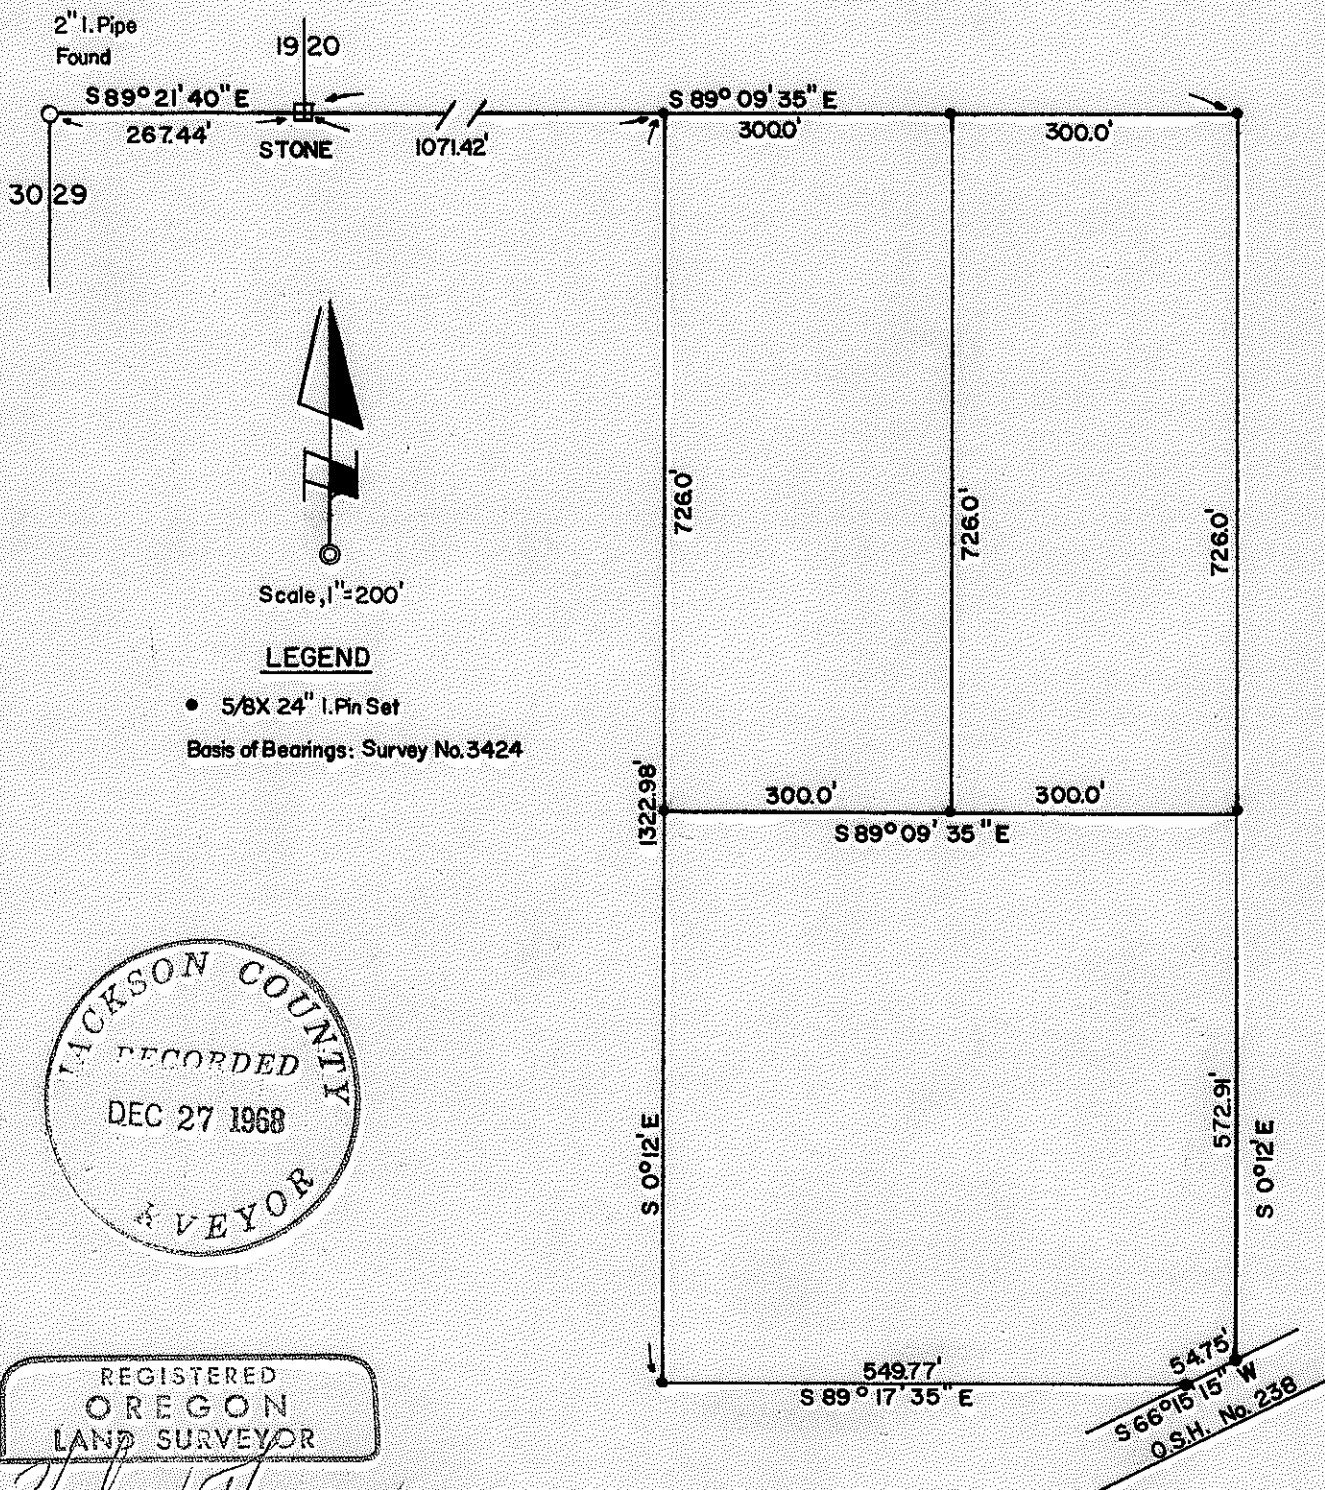 2" I.Pipe
Found
19 20
S 89° 21' 40" E
267.44'
STONE
1071.42'
S 89° 09' 35" E
300.0'
300.0'
30 29
726.0'
726.0'
726.0'
Scale, 1"=200'
LEGEND
5/8X 24" I.Pin Set
Basis of Bearings: Survey No. 3424
1322.98'
300.0'
300.0'
S 89° 09' 35" E
JACKSON COUNTY
RECORDED
DEC 27 1968
VEYOR
S 0°12' E
572.91'
S 0°12' E
549.77'
S 89° 17' 35" E
54.75'
S 66°15' 15" W
O.S.H. No. 238
REGISTERED
OREGON
LAND SURVEYOR